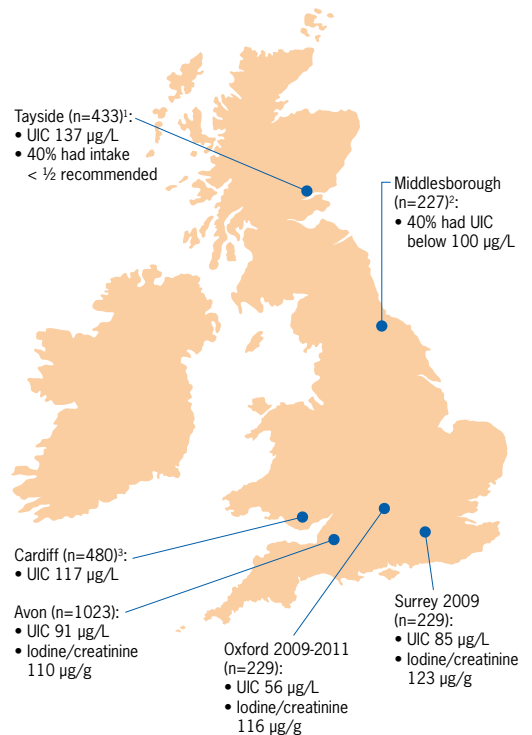 Tayside (n=433)¹:
• UIC 137 µg/L
• 40% had intake
< ½ recommended
Middlesborough
(n=227)²:
• 40% had UIC
below 100 µg/L
Cardiff (n=480)³:
• UIC 117 µg/L
Avon (n=1023):
• UIC 91 µg/L
• Iodine/creatinine
110 µg/g
Oxford 2009-2011
(n=229):
• UIC 56 µg/L
• Iodine/creatinine
116 µg/g
Surrey 2009
(n=229):
• UIC 85 µg/L
• Iodine/creatinine
123 µg/g